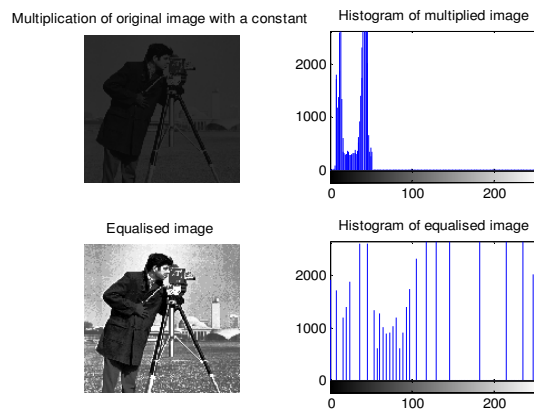 Multiplication of original image with a constant
Histogram of multiplied image
2000
1000
0
0 100 200
Equalised image
Histogram of equalised image
2000
1000
0
0 100 200